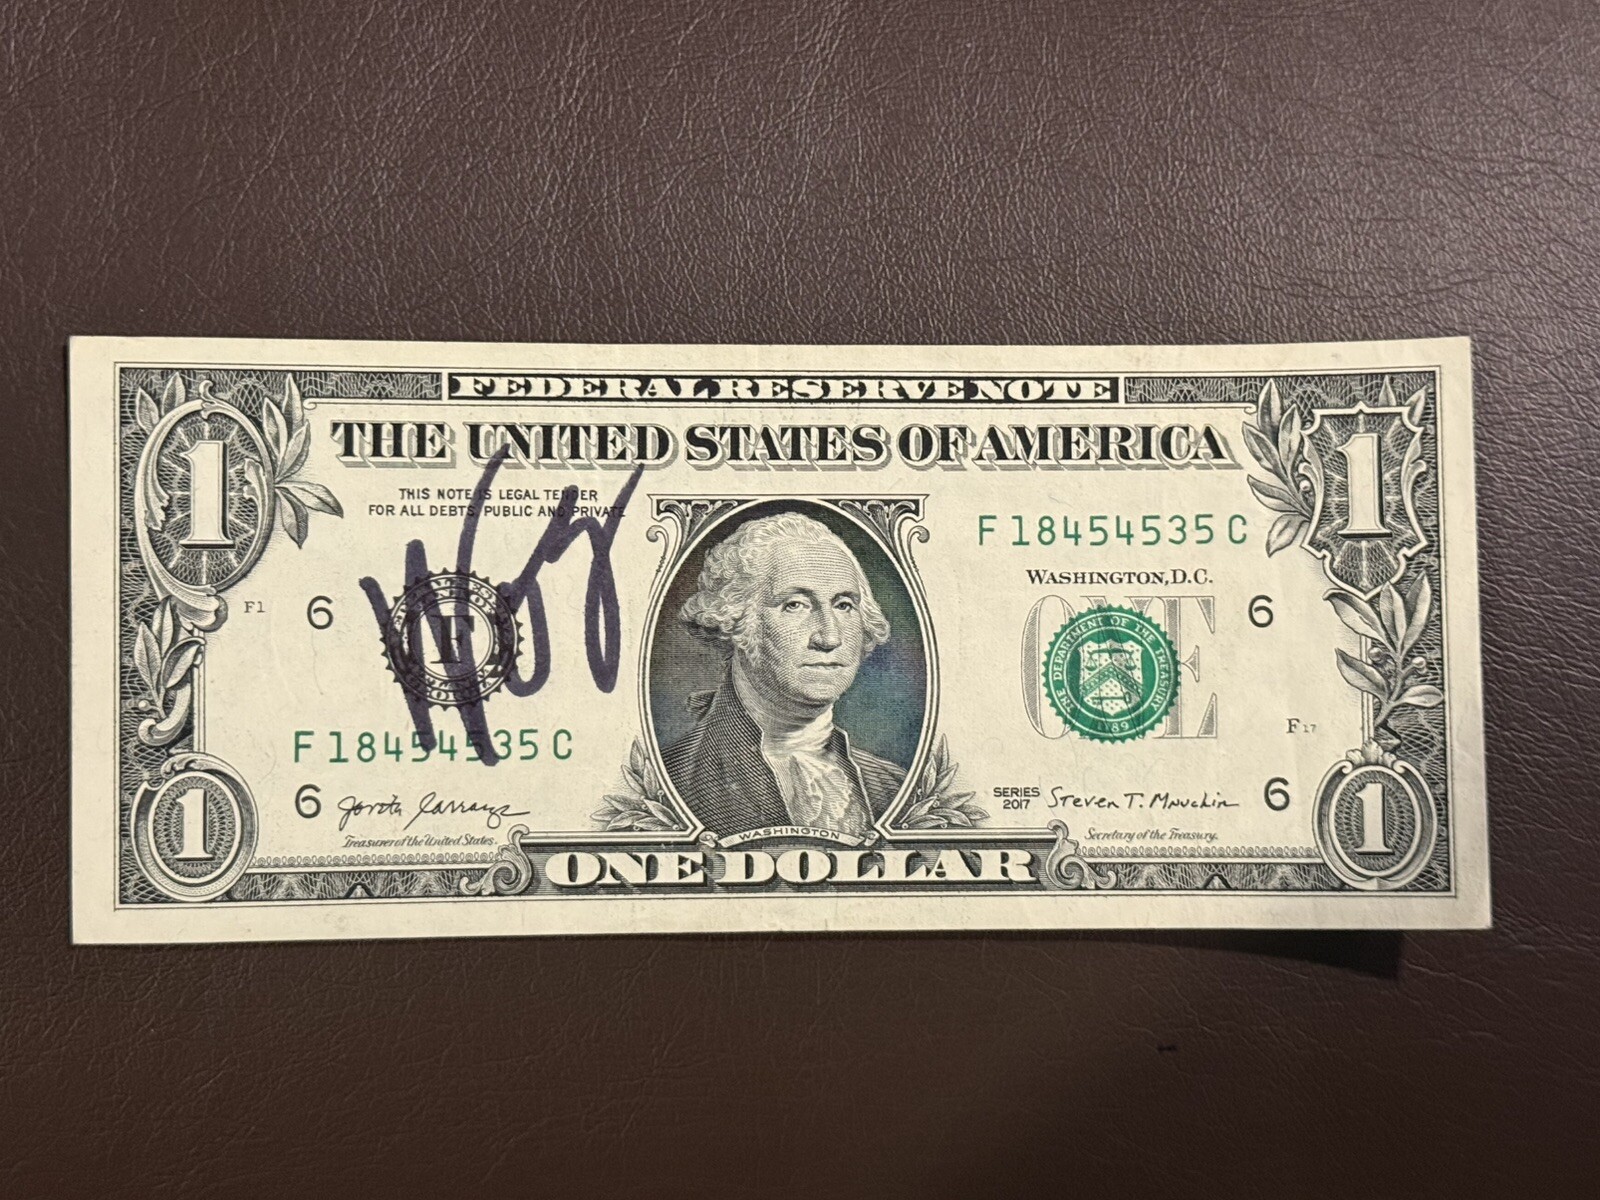 FEDERAL RESERVE NOTE
THE UNITED STATES OF AMERICA
THIS NOTE IS LEGAL TENDER
FOR ALL DEBTS, PUBLIC AND PRIVATE
F 18454535 C
WASHINGTON, D.C.
1
1
F1
6
F
6
ONE
THE DEPARTMENT OF THE TREASURY
1789
F 17
F 18454535 C
6
Treasurer of the United States.
WASHINGTON
SERIES
2017
Steven T. Mnuchin
Secretary of the Treasury.
6
1
ONE DOLLAR
1